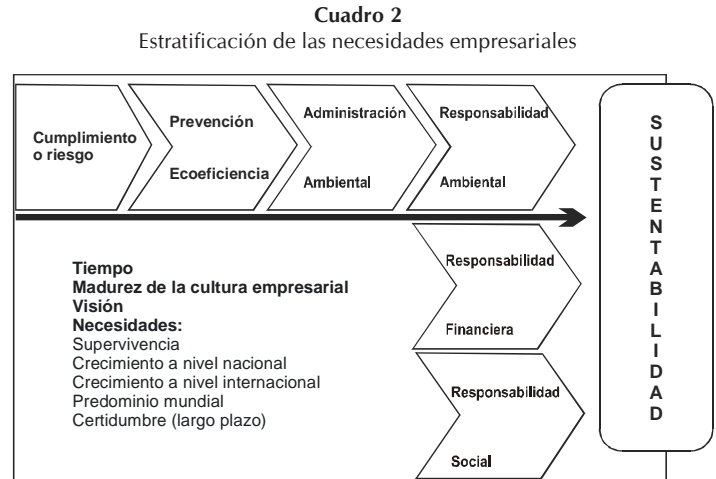 Cuadro 2
Estratificación de las necesidades empresariales
Cumplimiento
o riesgo
Prevención
Ecoeficiencia
Administración
Ambiental
Responsabilidad
Ambiental
Responsabilidad
Financiera
Responsabilidad
Social
Tiempo
Madurez de la cultura empresarial
Visión
Necesidades:
Supervivencia
Crecimiento a nivel nacional
Crecimiento a nivel internacional
Predominio mundial
Certidumbre (largo plazo)
S
U
S
T
E
N
T
A
B
I
L
I
D
A
D